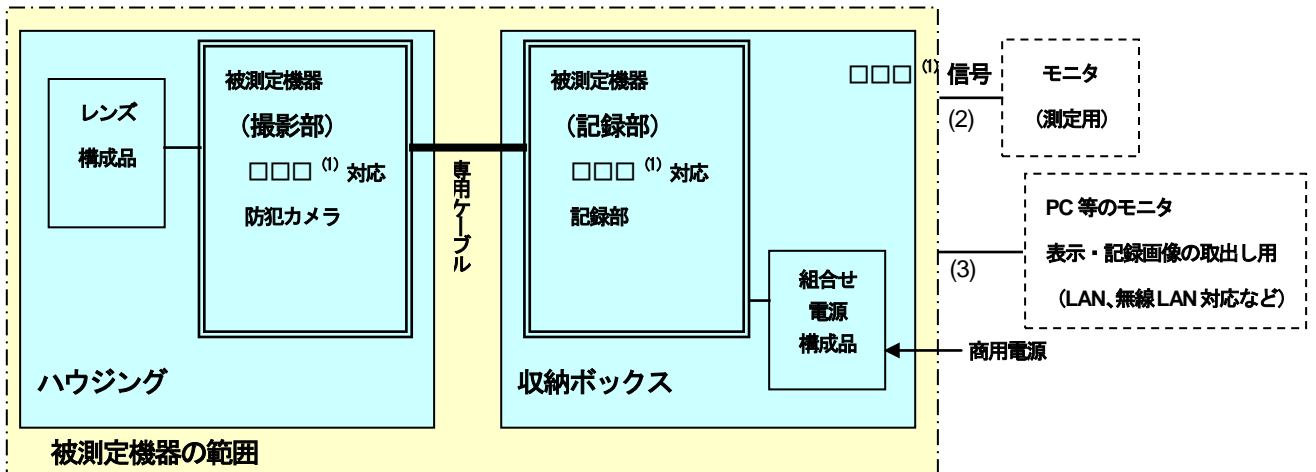 レンズ
構成品
被測定機器
（撮影部）
□□□ (1) 対応
防犯カメラ
ハウジング
専用ケーブル
被測定機器
（記録部）
□□□ (1) 対応
記録部
□□□ (1)
組合せ
電源
構成品
収納ボックス
被測定機器の範囲
信号
(2)
モニタ
（測定用）
(3)
PC 等のモニタ
表示・記録画像の取出し用
（LAN、無線 LAN 対応など）
商用電源